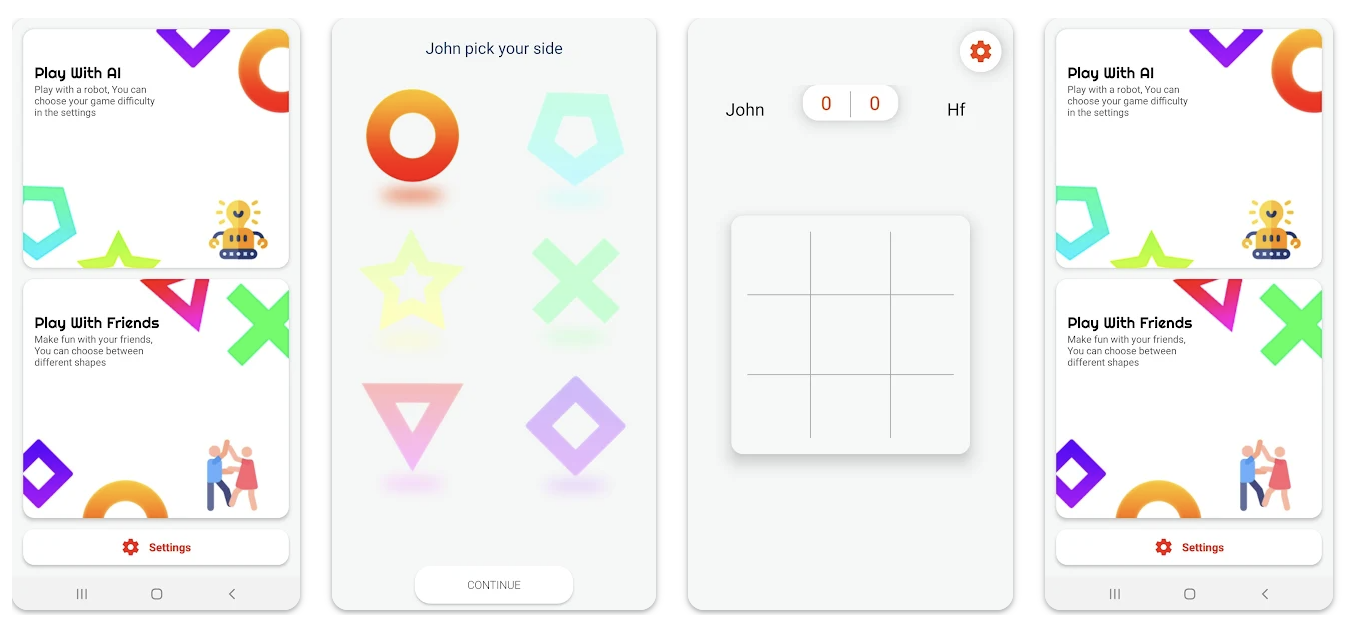 Play With AI
Play with a robot, You can
choose your game difficulty
in the settings
Play With Friends
Make fun with your friends,
You can choose between
different shapes
Settings
John pick your side
CONTINUE
John
0
0
Hf
Play With AI
Play with a robot, You can
choose your game difficulty
in the settings
Play With Friends
Make fun with your friends,
You can choose between
different shapes
Settings